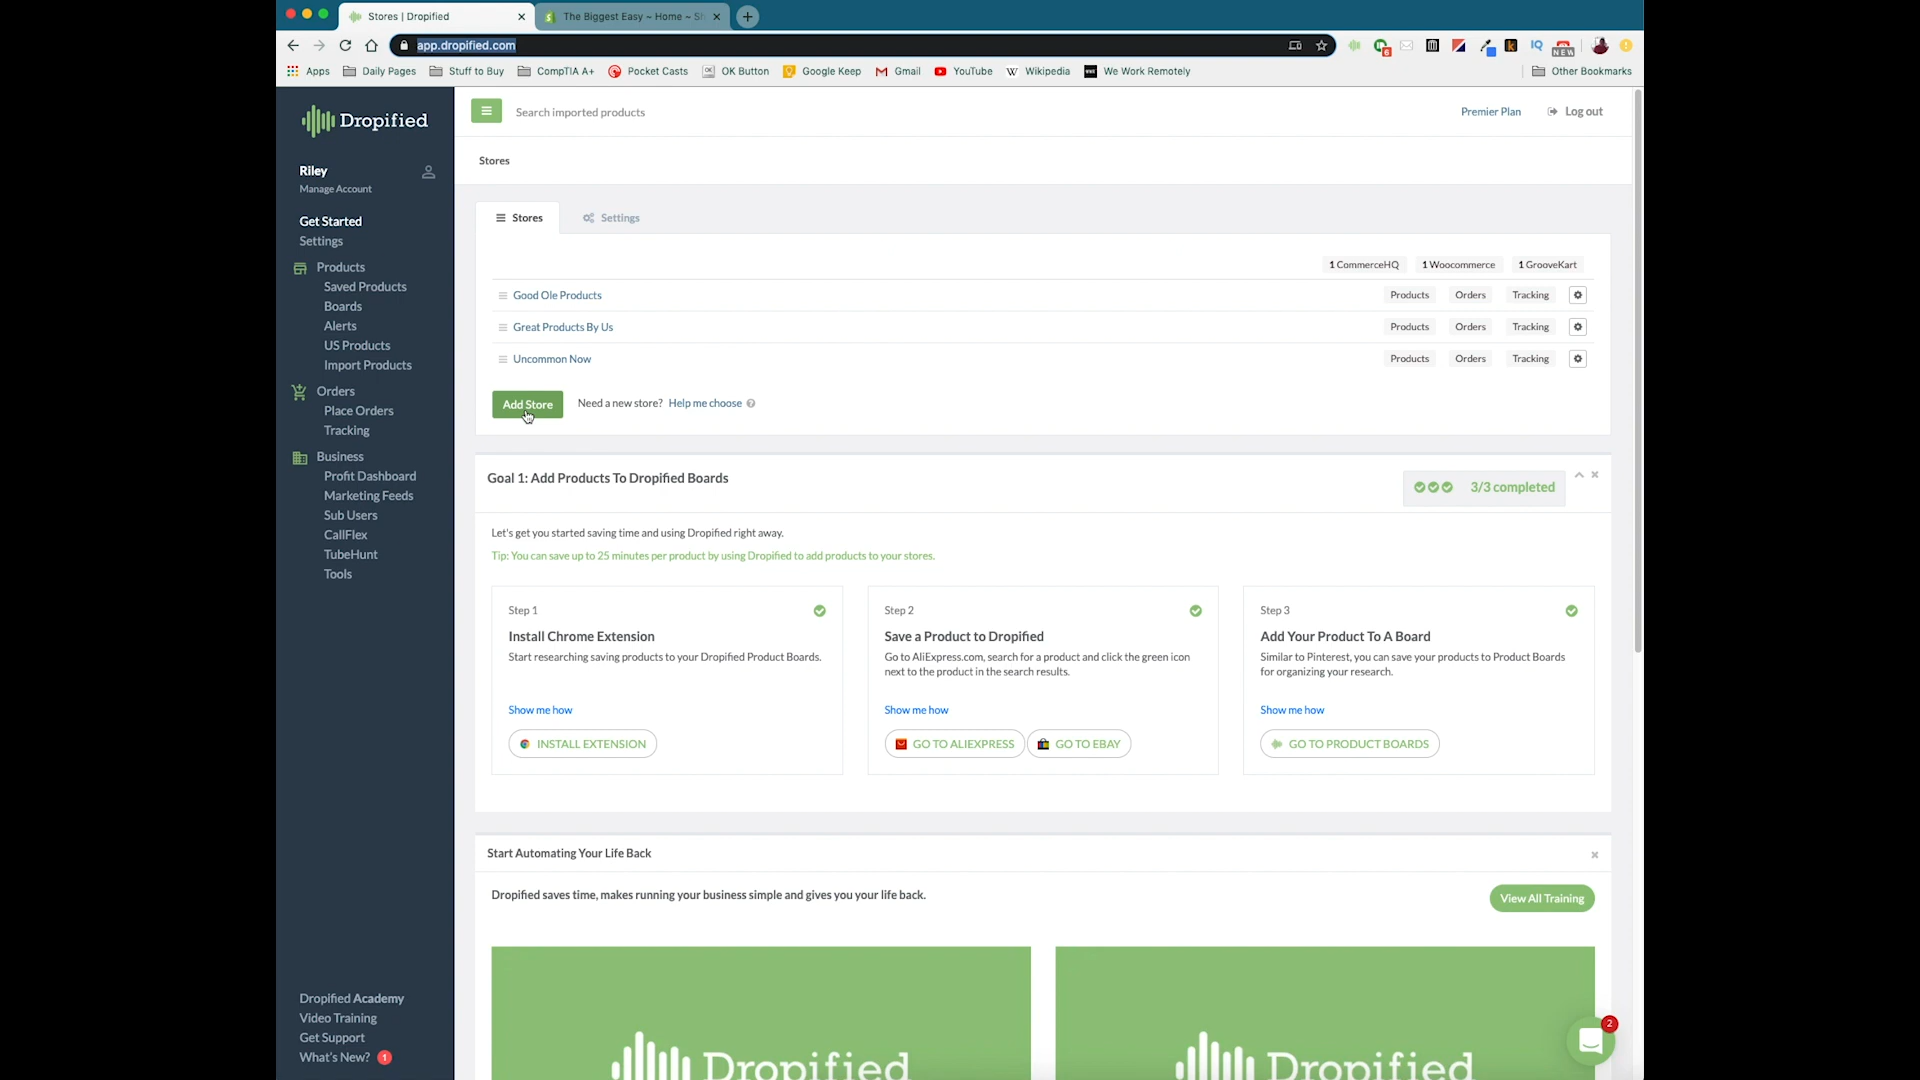 Stores | Dropified
The Biggest Easy ~ Home ~ Sh
app.dropified.com
6
IQ
NEW
Apps
Daily Pages
Stuff to Buy
CompTIA A+
Pocket Casts
OK Button
Google Keep
Gmail
YouTube
Wikipedia
We Work Remotely
Other Bookmarks
Dropified
Search imported products
Premier Plan
Log out
Riley
Manage Account
Get Started
Settings
Products
Saved Products
Boards
Alerts
US Products
Import Products
Orders
Place Orders
Tracking
Business
Profit Dashboard
Marketing Feeds
Sub Users
CallFlex
TubeHunt
Tools
Dropified Academy
Video Training
Get Support
What's New? 1
Stores
Stores
Settings
1 CommerceHQ
1 Woocommerce
1 GrooveKart
Good Ole Products
Products
Orders
Tracking
Great Products By Us
Products
Orders
Tracking
Uncommon Now
Products
Orders
Tracking
Add Store
Need a new store? Help me choose
Goal 1: Add Products To Dropified Boards
3/3 completed
Let's get you started saving time and using Dropified right away.
Tip: You can save up to 25 minutes per product by using Dropified to add products to your stores.
Step 1
Install Chrome Extension
Start researching saving products to your Dropified Product Boards.
Show me how
INSTALL EXTENSION
Step 2
Save a Product to Dropified
Go to AliExpress.com, search for a product and click the green icon
next to the product in the search results.
Show me how
GO TO ALIEXPRESS
GO TO EBAY
Step 3
Add Your Product To A Board
Similar to Pinterest, you can save your products to Product Boards
for organizing your research.
Show me how
GO TO PRODUCT BOARDS
Start Automating Your Life Back
Dropified saves time, makes running your business simple and gives you your life back.
View All Training
Dropified
Dropified
2